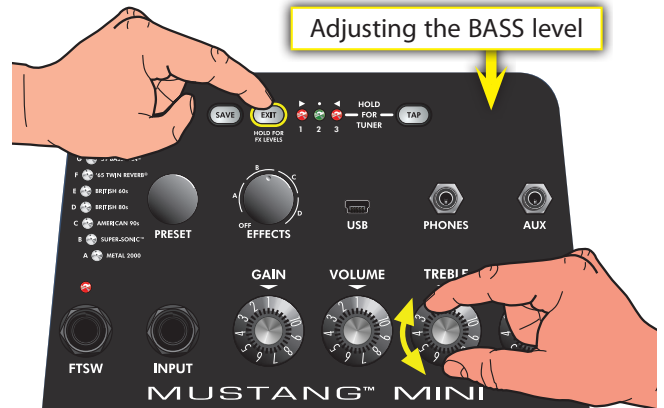 Adjusting the BASS level
SAVE
EXIT
HOLD FOR
FX LEVELS
1 2 3
HOLD
FOR
TUNER
TAP
F '65 TWIN REVERB®
E BRITISH 60s
D BRITISH 80s
C AMERICAN 90s
B SUPER-SONIC™
A METAL 2000
PRESET
OFF A B C D
EFFECTS
USB
PHONES
AUX
GAIN
VOLUME
TREBLE
FTSW
INPUT
MUSTANG™ MINI